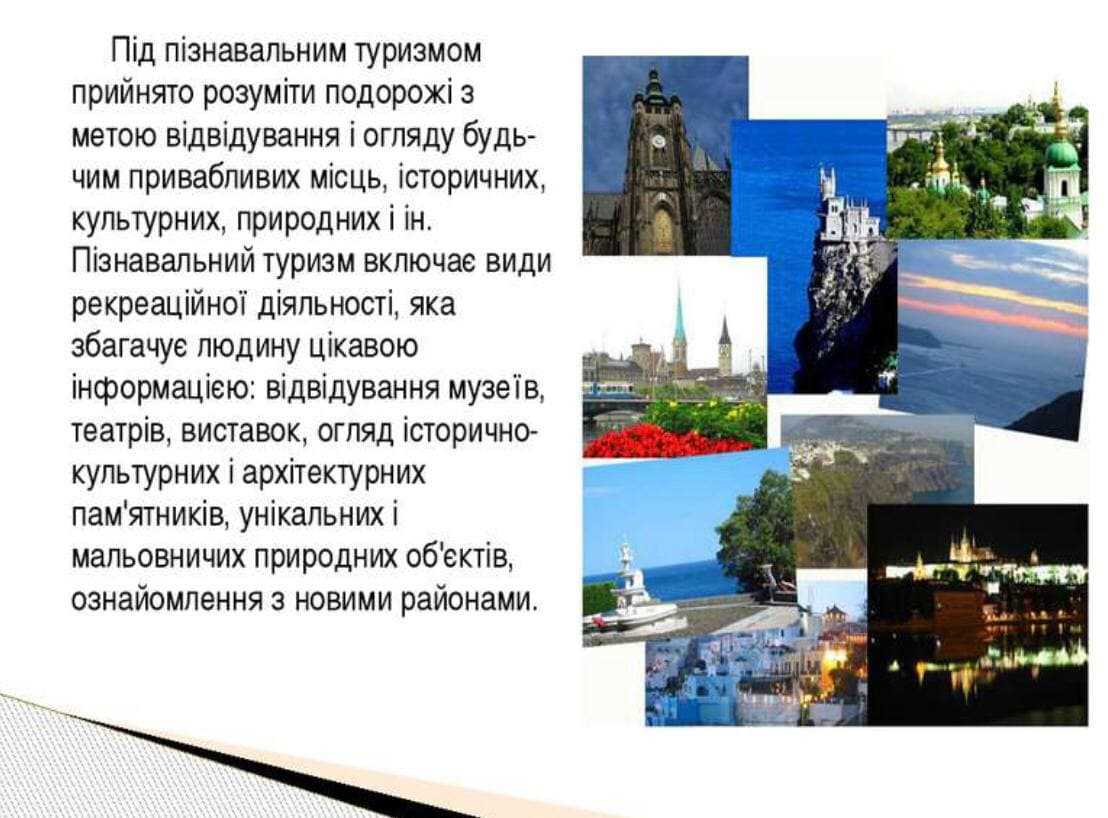 Під пізнавальним туризмом
прийнято розуміти подорожі з
метою відвідування і огляду будь-
чим привабливих місць, історичних,
культурних, природних і ін.
Пізнавальний туризм включає види
рекреаційної діяльності, яка
збагачує людину цікавою
інформацією: відвідування музеїв,
театрів, виставок, огляд історично-
культурних і архітектурних
пам'ятників, унікальних і
мальовничих природних об'єктів,
ознайомлення з новими районами.